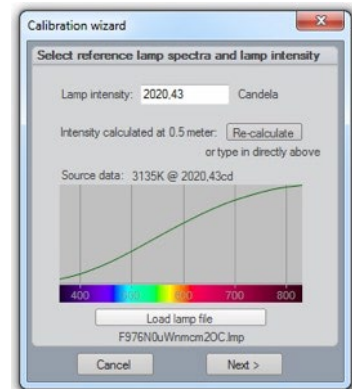 Calibration wizard
Select reference lamp spectra and lamp intensity
Lamp intensity: 2020,43 Candela
Intensity calculated at 0.5 meter: Re-calculate
or type in directly above
Source data: 3135K @ 2020,43cd
400 500 600 700 800
Load lamp file
F976N0uWnmcm2OC.lmp
Cancel Next >